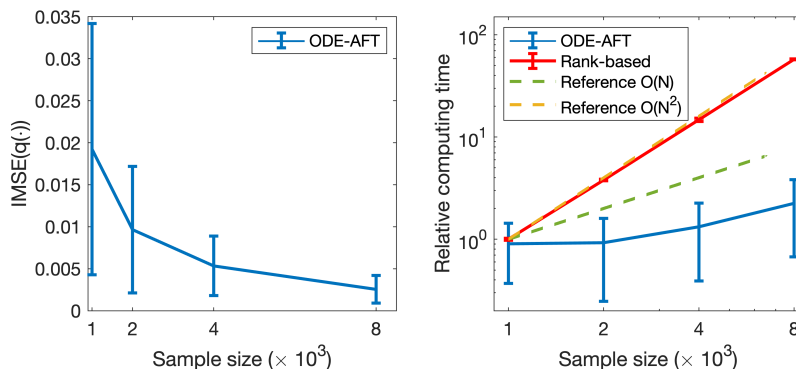 0.035
0.03
0.025
0.02
0.015
0.01
0.005
0
IMSE(q(·))
ODE-AFT
1 2 4 8
Sample size (× 10³)
10²
10¹
10⁰
Relative computing time
ODE-AFT
Rank-based
Reference O(N)
Reference O(N²)
1 2 4 8
Sample size (× 10³)